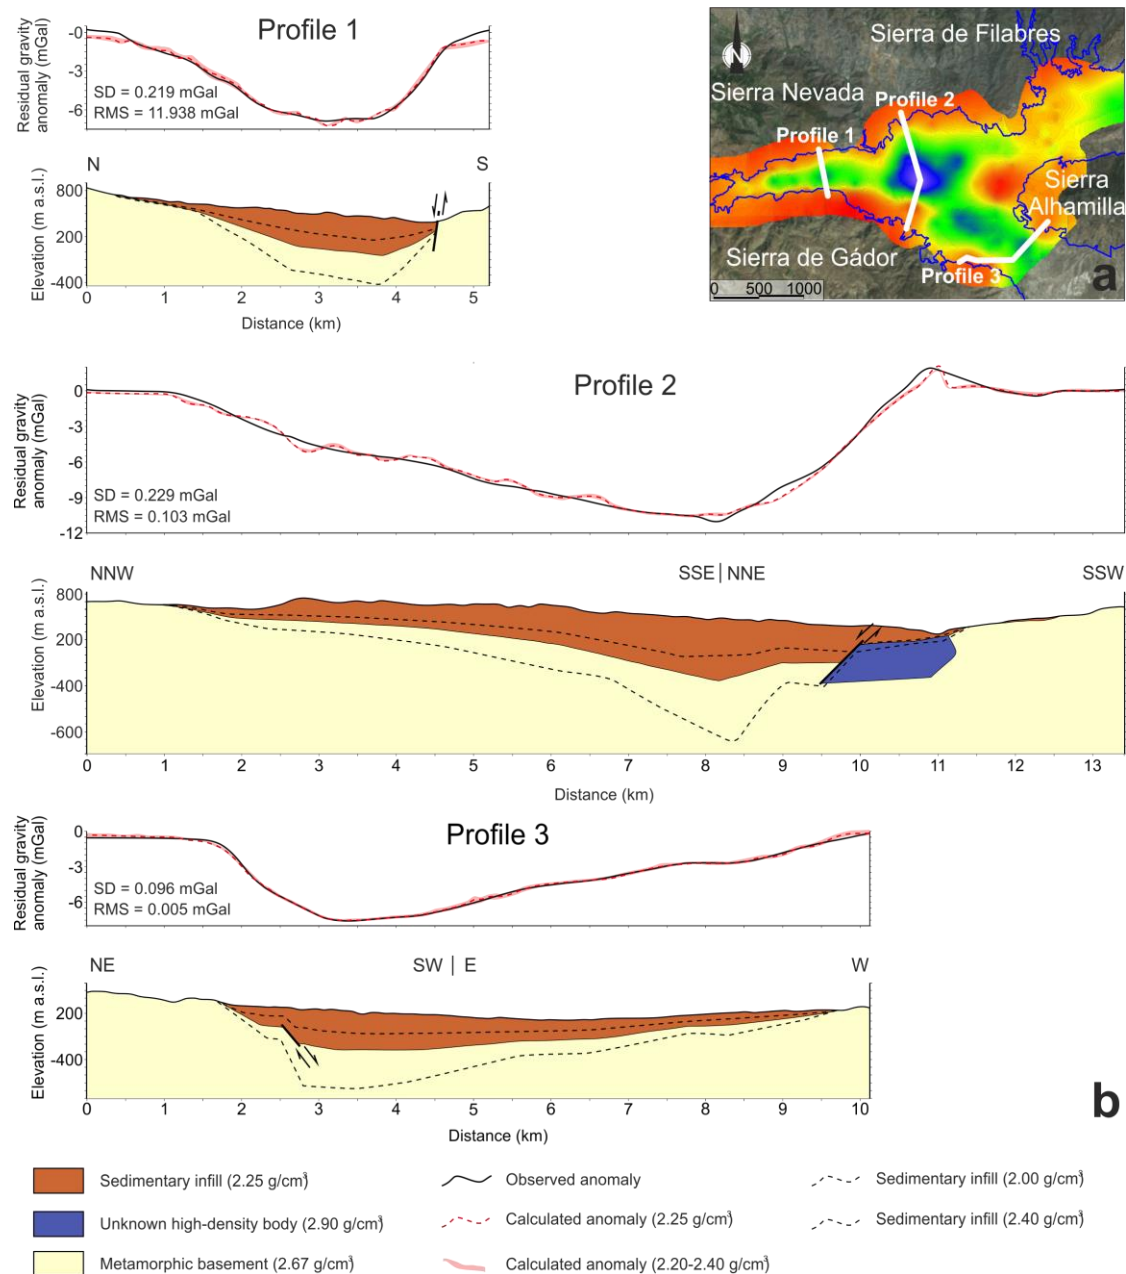 Profile 1
Residual gravity
anomaly (mGal)
-0
-3
-6
SD = 0.219 mGal
RMS = 11.938 mGal
N
S
Elevation (m a.s.l.)
800
200
-400
0 1 2 3 4 5
Distance (km)
Sierra de Filabres
N
Sierra Nevada
Profile 2
Profile 1
Sierra
Alhamilla
Sierra de Gádor
Profile 3
0 500 1000
a
Profile 2
Residual gravity
anomaly (mGal)
0
-3
-6
-9
-12
SD = 0.229 mGal
RMS = 0.103 mGal
NNW
SSE | NNE
SSW
Elevation (m a.s.l.)
800
200
-400
-600
0 1 2 3 4 5 6 7 8 9 10 11 12 13
Distance (km)
Profile 3
Residual gravity
anomaly (mGal)
0
-3
-6
SD = 0.096 mGal
RMS = 0.005 mGal
NE
SW | E
W
Elevation (m a.s.l.)
200
-400
0 1 2 3 4 5 6 7 8 9 10
Distance (km)
b
Sedimentary infill (2.25 g/cm³)
Observed anomaly
Sedimentary infill (2.00 g/cm³)
Unknown high-density body (2.90 g/cm³)
Calculated anomaly (2.25 g/cm³)
Sedimentary infill (2.40 g/cm³)
Metamorphic basement (2.67 g/cm³)
Calculated anomaly (2.20-2.40 g/cm³)